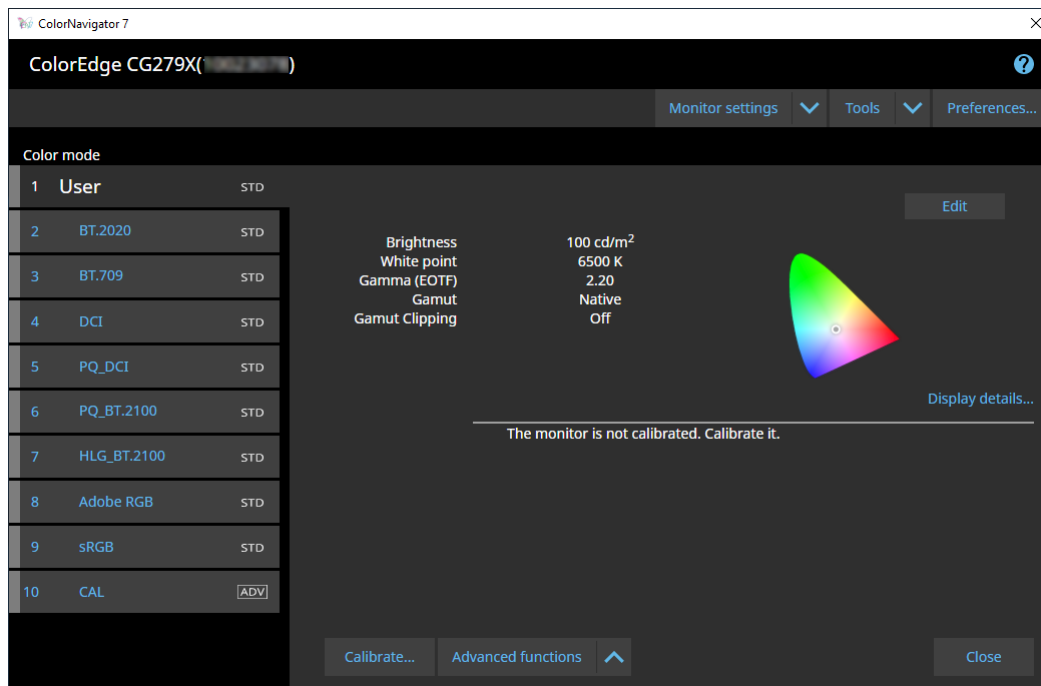 ColorNavigator 7
ColorEdge CG279X( )
Monitor settings Tools Preferences...
Color mode
1 User STD
2 BT.2020 STD
3 BT.709 STD
4 DCI STD
5 PQ_DCI STD
6 PQ_BT.2100 STD
7 HLG_BT.2100 STD
8 Adobe RGB STD
9 sRGB STD
10 CAL ADV
Edit
Brightness 100 cd/m²
White point 6500 K
Gamma (EOTF) 2.20
Gamut Native
Gamut Clipping Off
Display details...
The monitor is not calibrated. Calibrate it.
Calibrate... Advanced functions Close